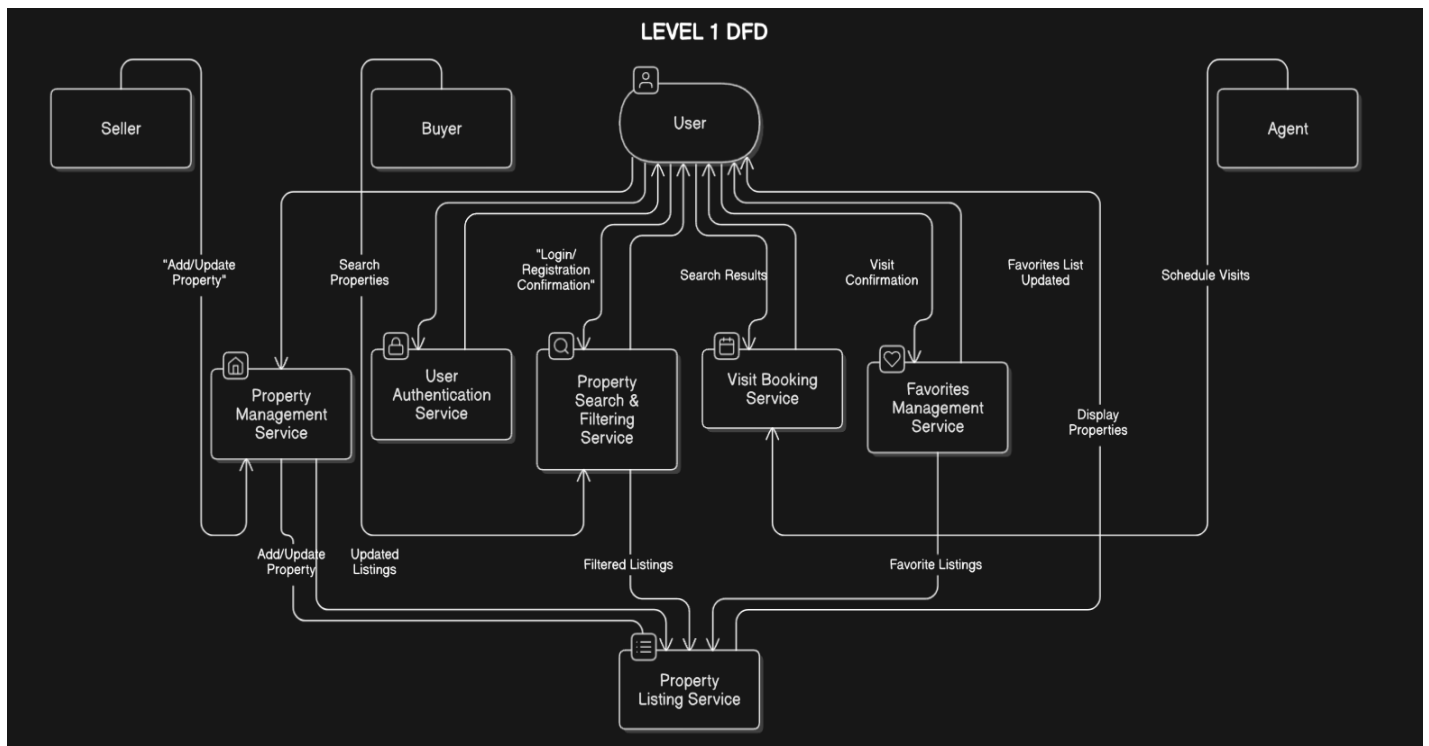 LEVEL 1 DFD
Seller
Buyer
User
Agent
"Add/Update
Property"
Search
Properties
"Login/
Registration
Confirmation"
Search Results
Visit
Confirmation
Favorites List
Updated
Schedule Visits
Property
Management
Service
User
Authentication
Service
Property
Search &
Filtering
Service
Visit Booking
Service
Favorites
Management
Service
Display
Properties
Add/Update
Property
Updated
Listings
Filtered Listings
Favorite Listings
Property
Listing Service